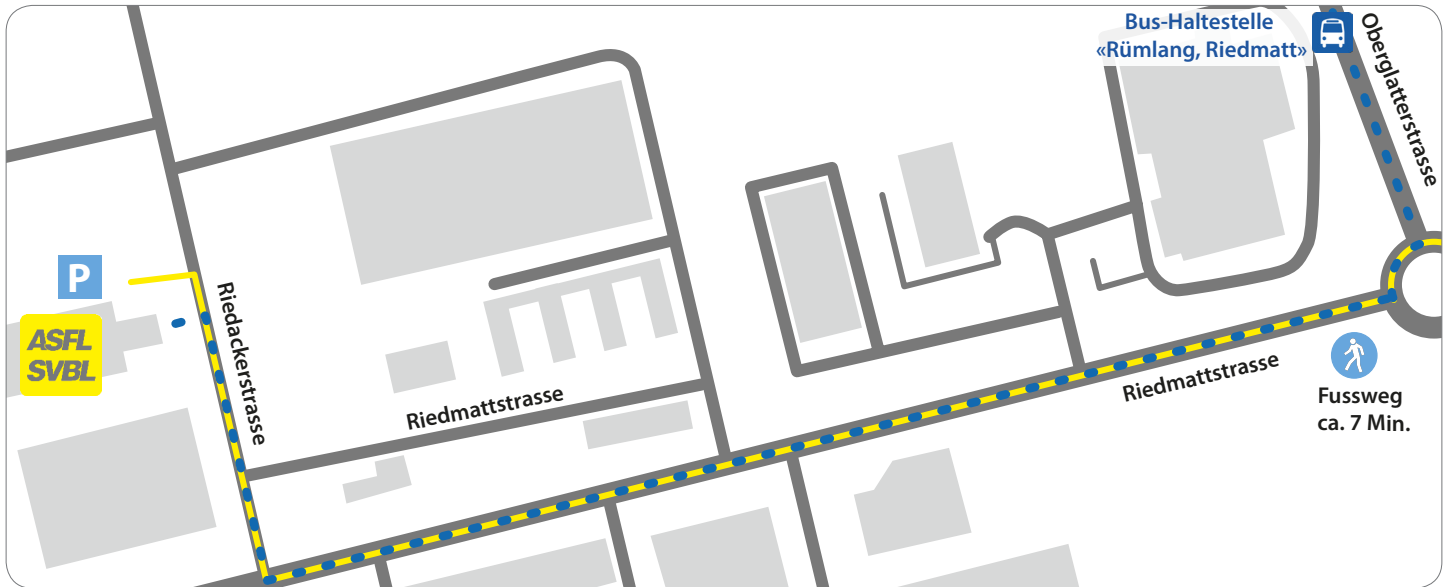 Bus-Haltestelle
«Rümlang, Riedmatt»
Oberglatterstrasse
P
ASFL
SVBL
Riedackerstrasse
Riedmattstrasse
Riedmattstrasse
Fussweg
ca. 7 Min.